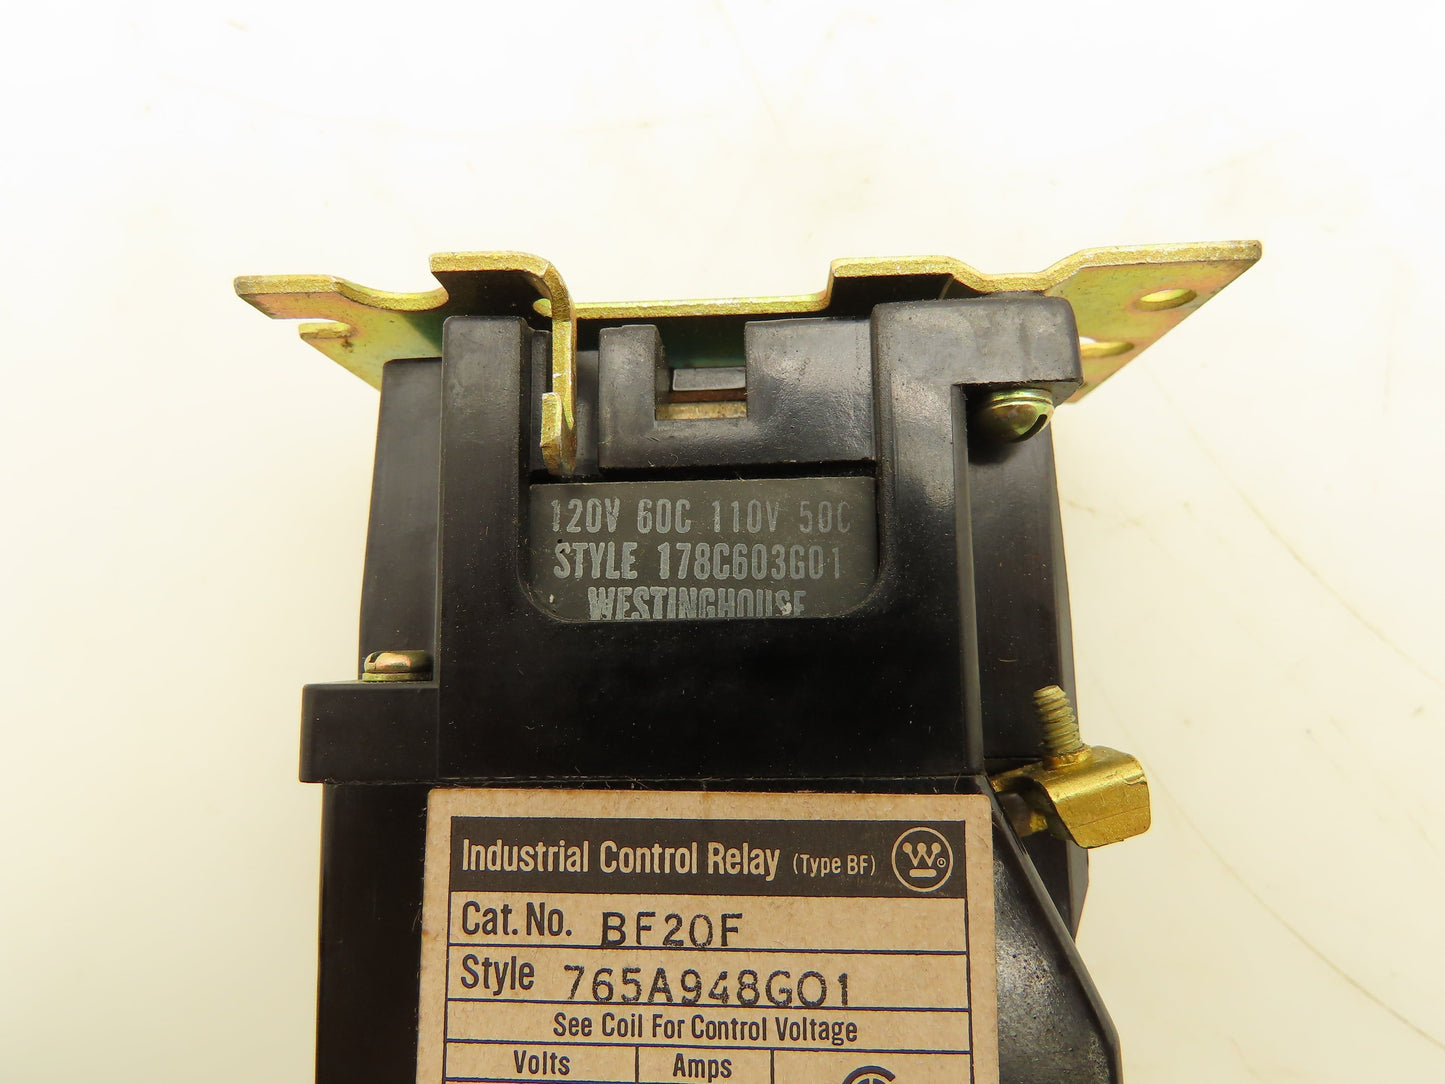 120V 60C 110V 50C
STYLE 178C603G01
WESTINGHOUSE
Industrial Control Relay (Type BF) W
Cat. No. BF20F
Style 765A948G01
See Coil For Control Voltage
Volts Amps